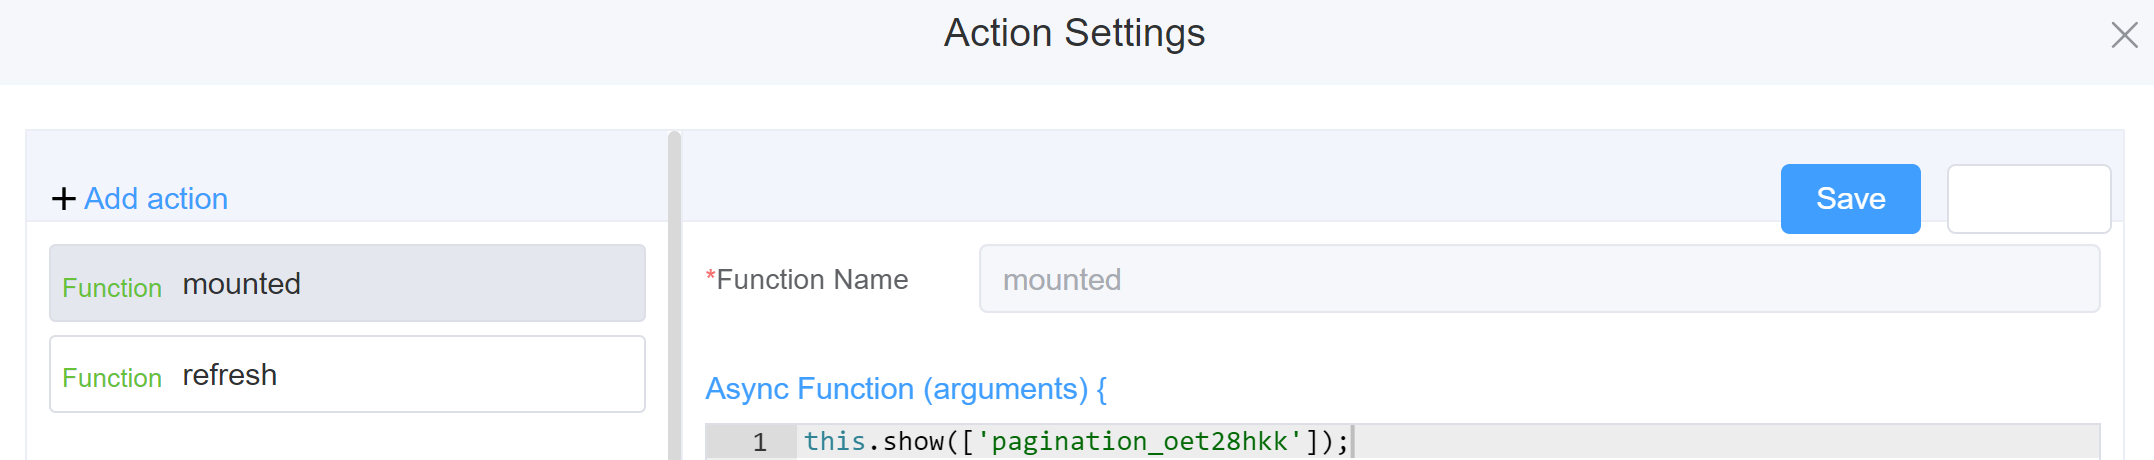 Action Settings
+ Add action
Save
Function mounted
*Function Name mounted
Function refresh
Async Function (arguments) {
1 this.show(['pagination_oet28hkk']);